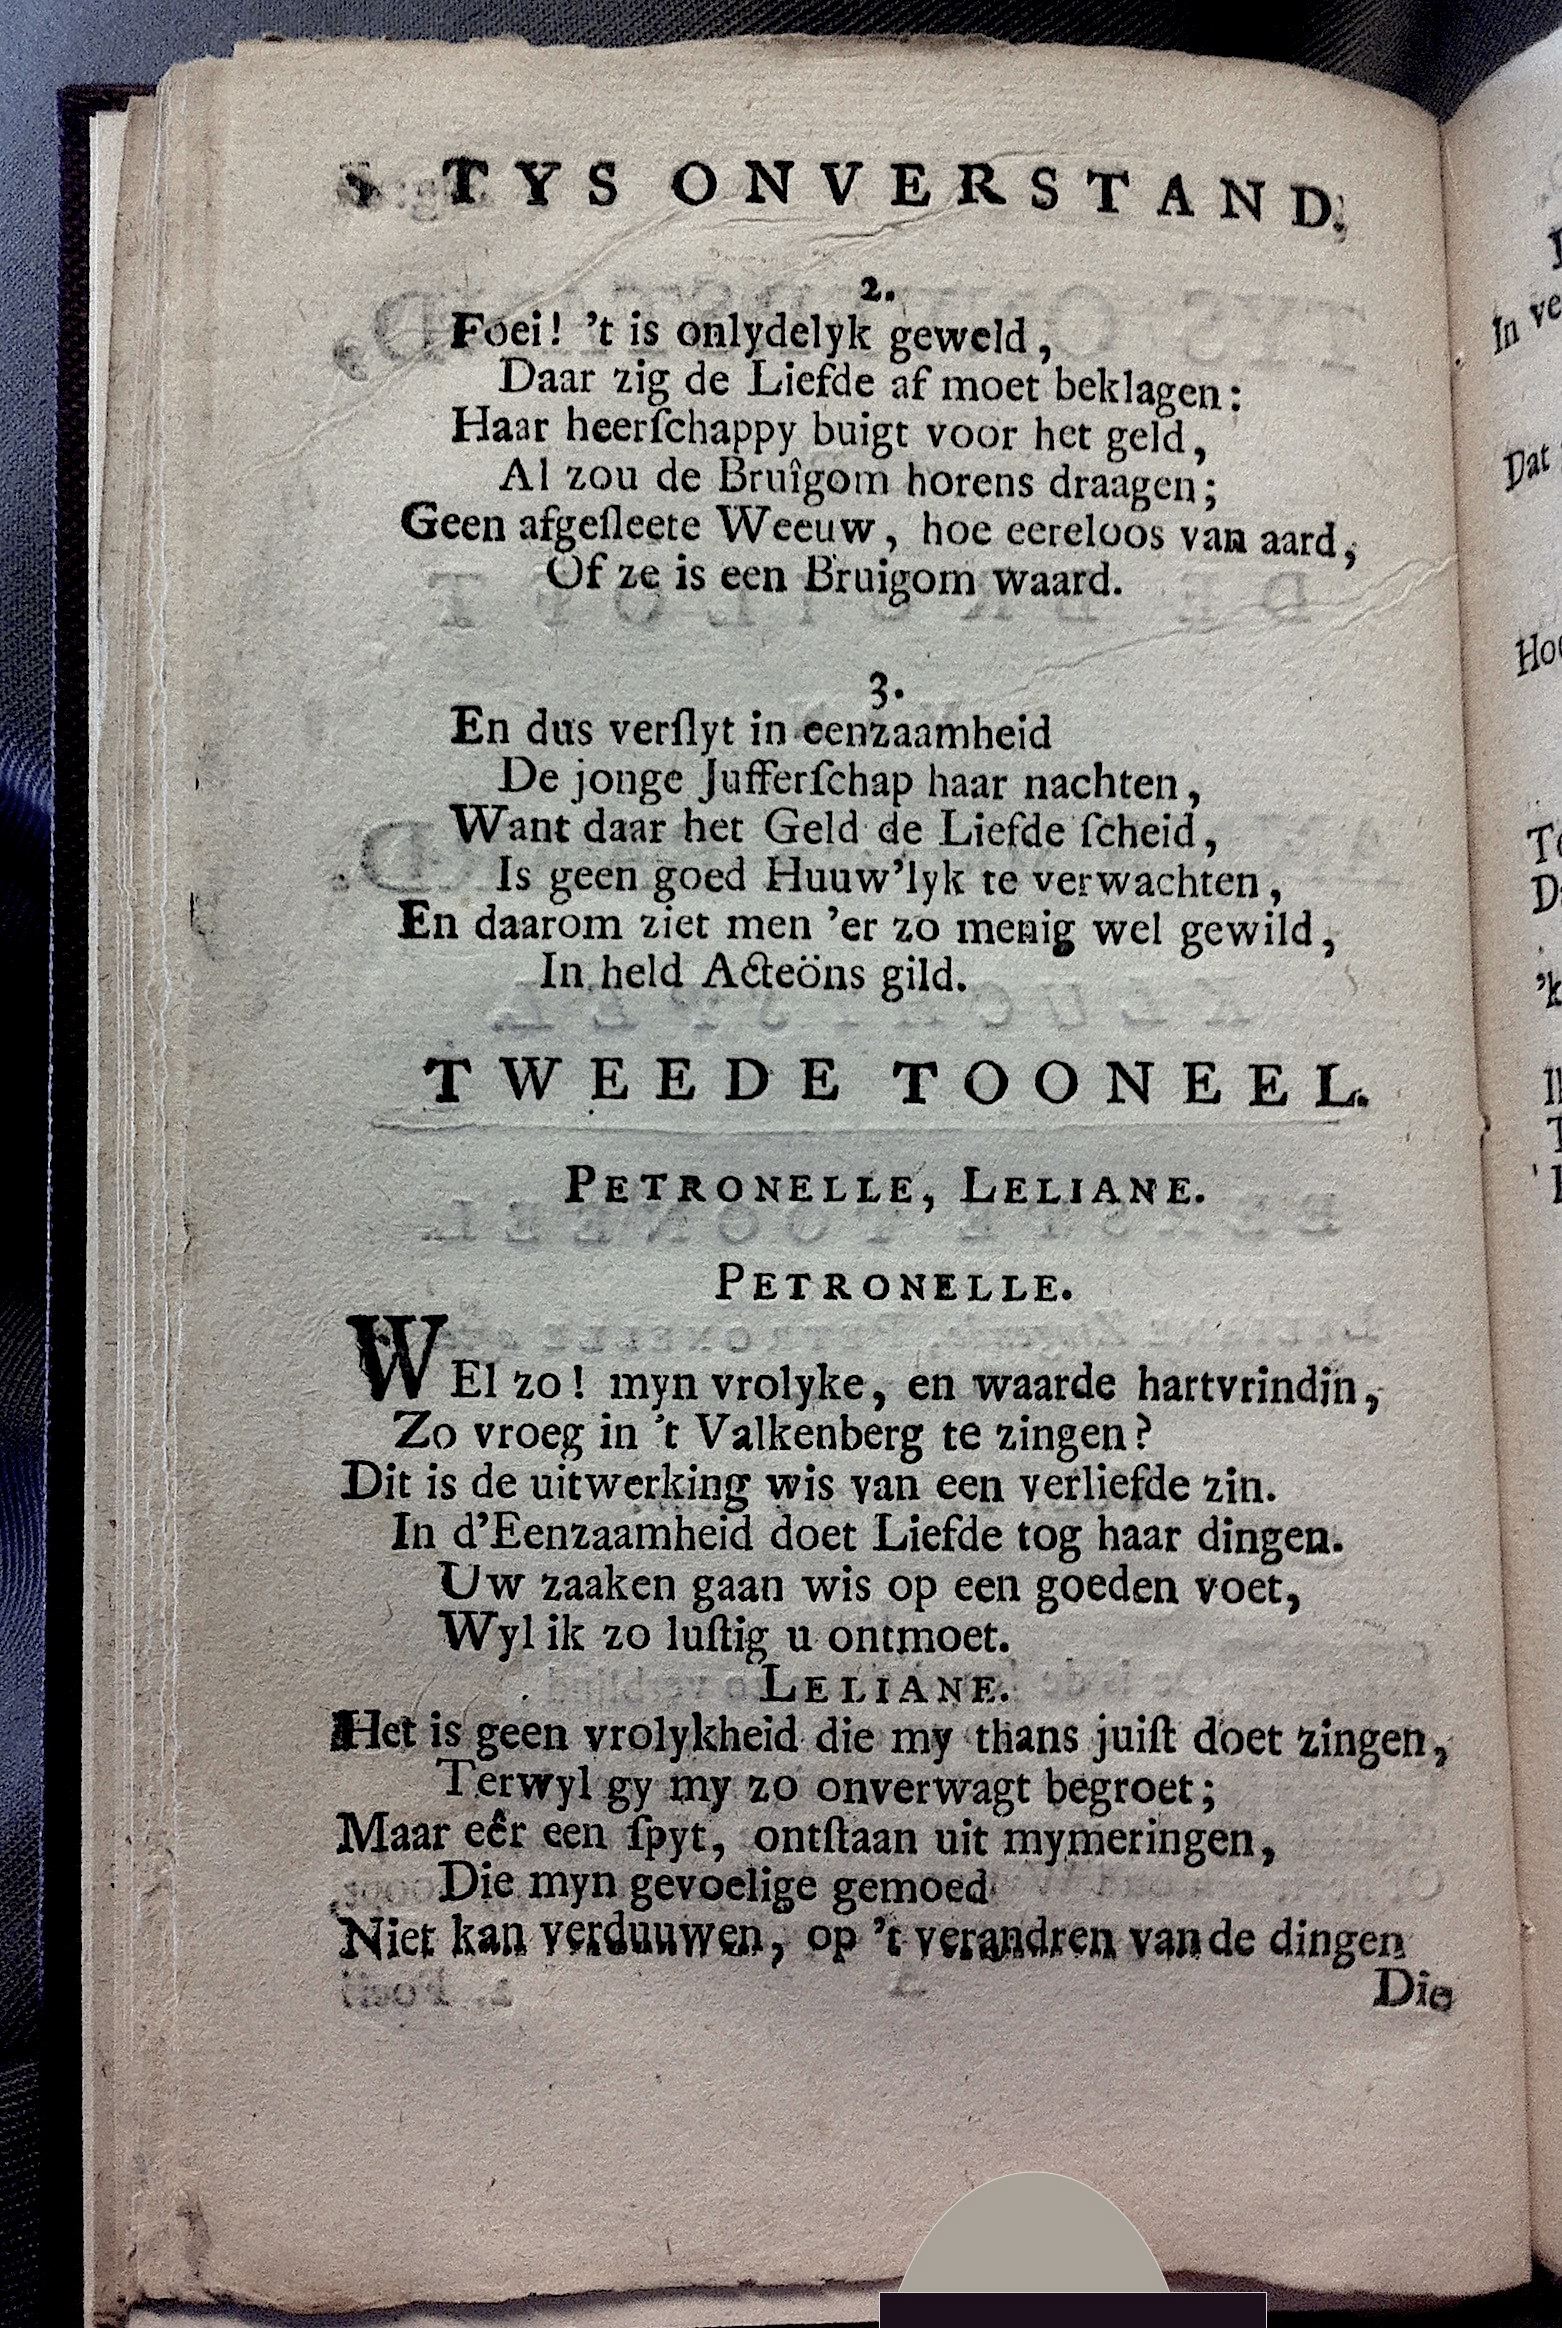 TYS ONVERSTAND,
2.
Foei! 't is onlydelyk geweld,
Daar zig de Liefde af moet beklagen:
Haar heerſchappy buigt voor het geld,
Al zou de Bruîgom horens draagen;
Geen afgeſleete Weeuw, hoe eereloos van aard,
Of ze is een Bruigom waard.
3.
En dus verſlyt in eenzaamheid
De jonge Jufferſchap haar nachten,
Want daar het Geld de Liefde ſcheid,
Is geen goed Huuw'lyk te verwachten,
En daarom ziet men 'er zo menig wel gewild,
In held Acteöns gild.
TWEEDE TOONEEL.
PETRONELLE, LELIANE.
PETRONELLE.
WEl zo! myn vrolyke, en waarde hartvrindin,
Zo vroeg in 't Valkenberg te zingen?
Dit is de uitwerking wis van een verliefde zin.
In d'Eenzaamheid doet Liefde tog haar dingen.
Uw zaaken gaan wis op een goeden voet,
Wyl ik zo luſtig u ontmoet.
LELIANE.
Het is geen vrolykheid die my thans juiſt doet zingen,
Terwyl gy my zo onverwagt begroet;
Maar eêr een ſpyt, ontſtaan uit mymeringen,
Die myn gevoelige gemoed
Niet kan verduuwen, op 't verandren van de dingen
Die
In ve
Dat